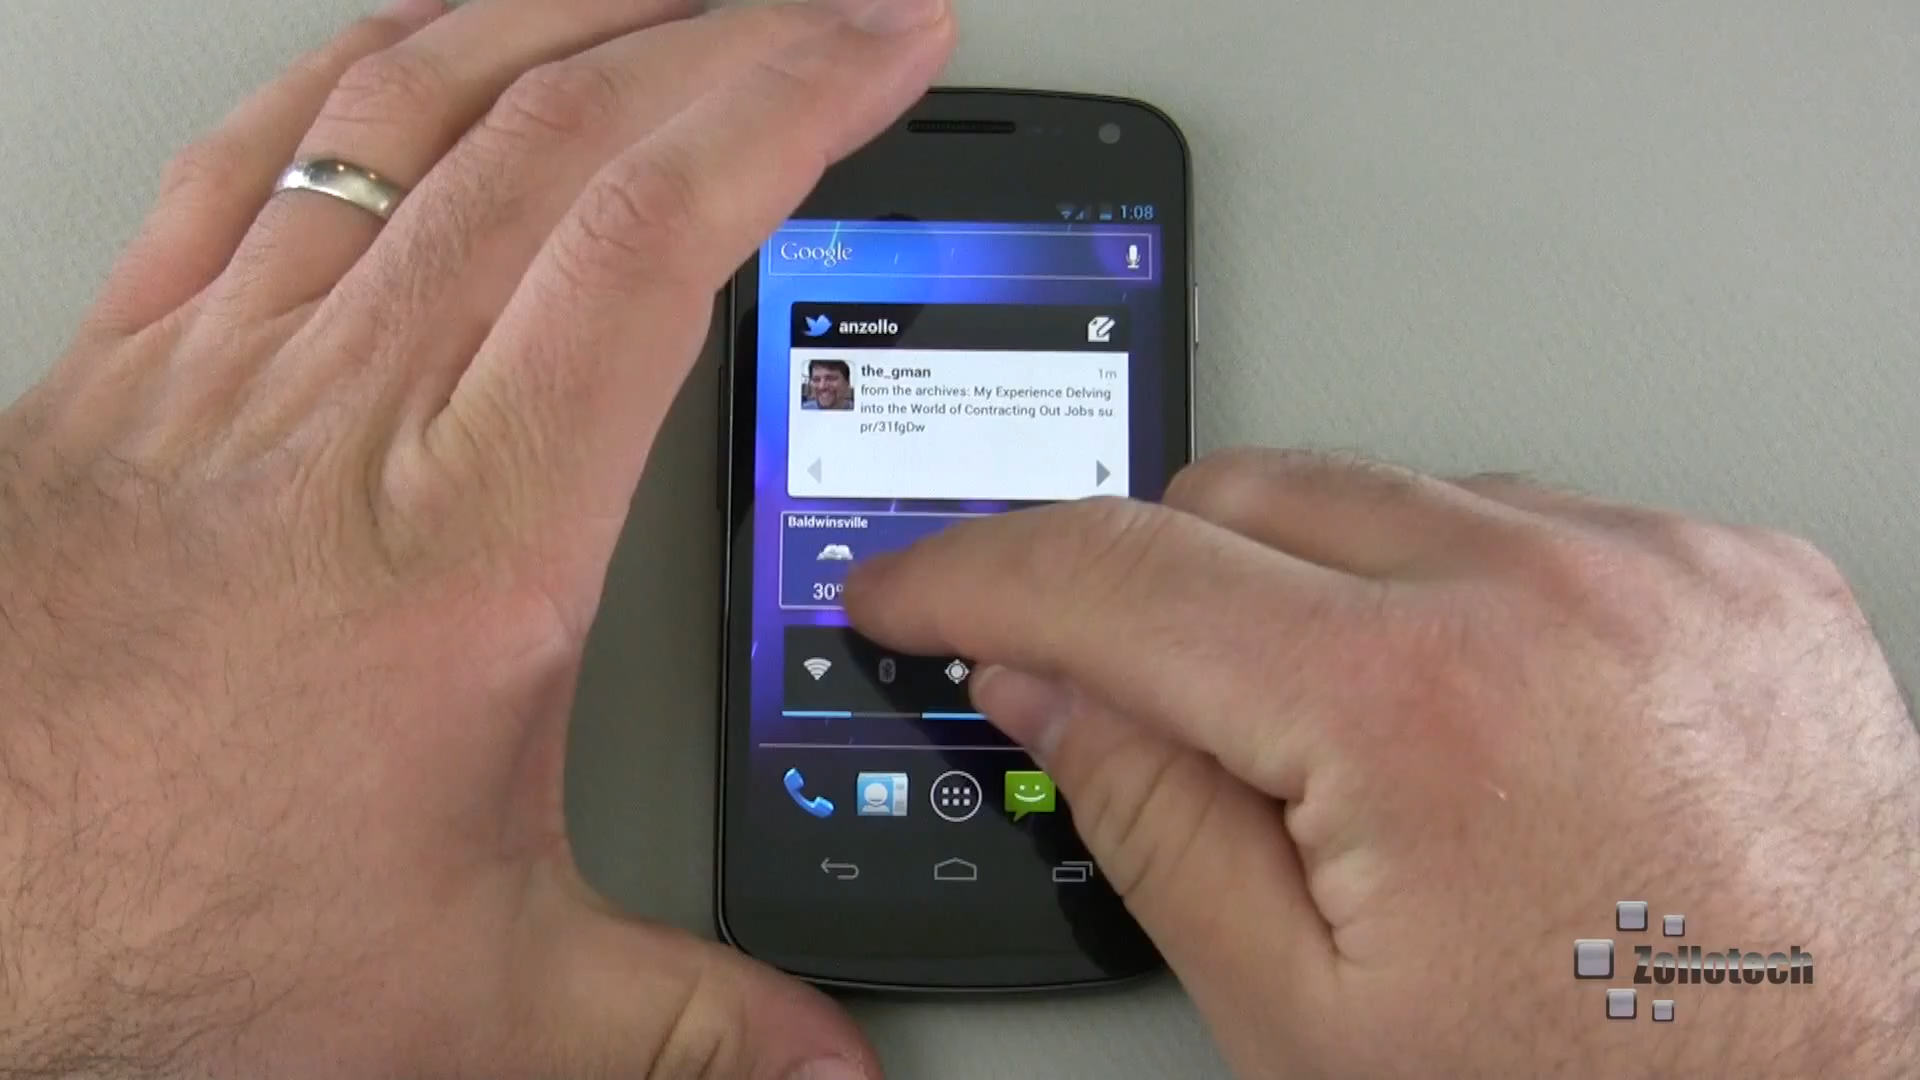 1:08
Google
anzollo
the_gman 1m
from the archives: My Experience Delving
into the World of Contracting Out Jobs su
pr/31fgDw
Baldwinsville
30°
Zollotech